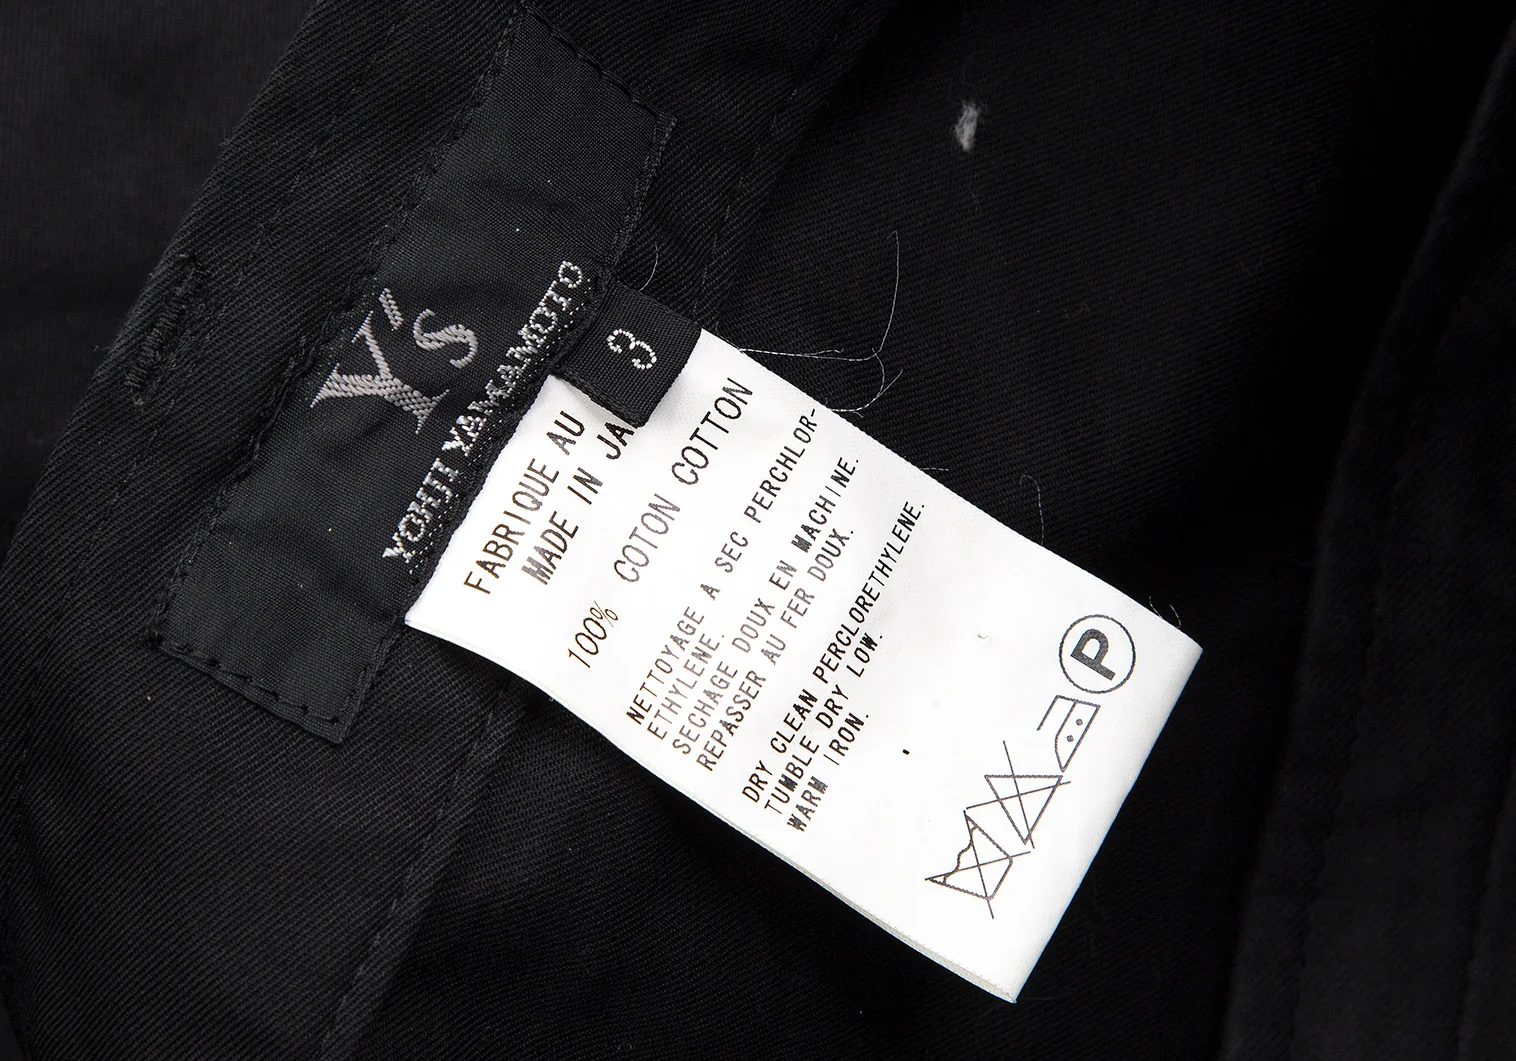 Y's
YOHJI YAMAMOTO
3
FABRIQUE AU
MADE IN JA
100% COTON COTTON
NETTOYAGE A SEC PERCHLOR-
ETHYLENE.
SECHAGE DOUX EN MACHINE.
REPASSER AU FER DOUX.
DRY CLEAN PERCLORETHYLENE.
TUMBLE DRY LOW.
WARM IRON.
P